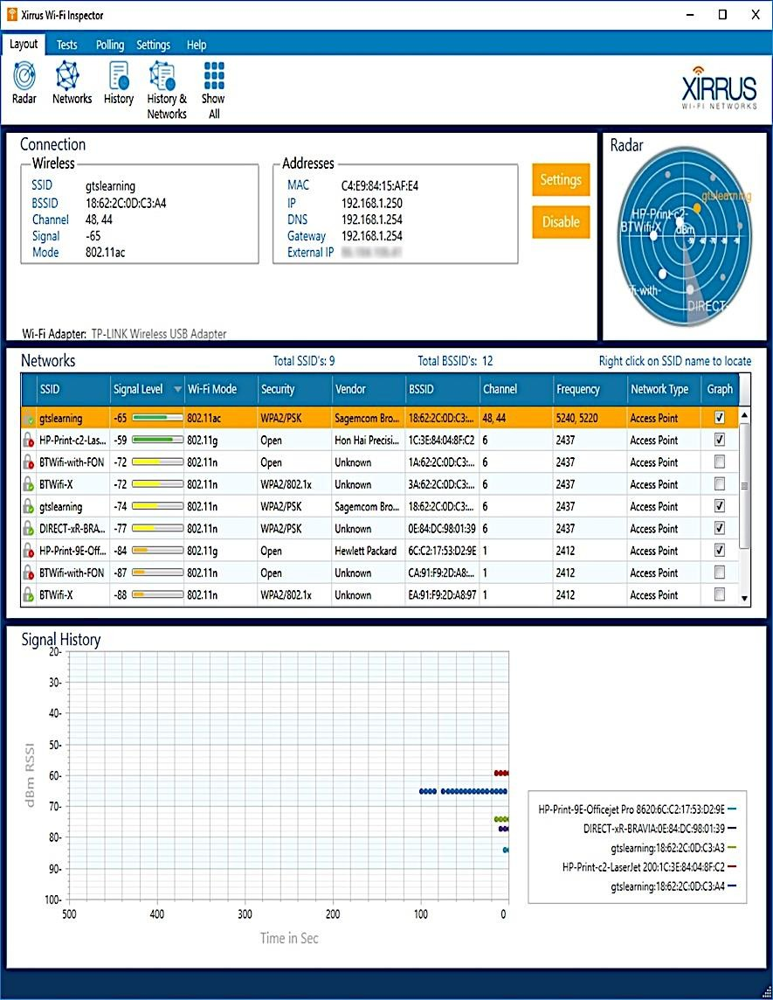 Xirrus Wi-Fi Inspector
Layout Tests Polling Settings Help
Radar Networks History History & Networks Show All
XIRRUS
WI-FI NETWORKS
Connection
Wireless
SSID gtslearning
BSSID 18:62:2C:0D:C3:A4
Channel 48, 44
Signal -65
Mode 802.11ac
Addresses
MAC C4:E9:84:15:AF:E4
IP 192.168.1.250
DNS 192.168.1.254
Gateway 192.168.1.254
External IP
Settings
Disable
Wi-Fi Adapter: TP-LINK Wireless USB Adapter
Radar
gtslearning
HP-Print-c2-
BTWifi-X
dBm
fi-with-
DIRECT-
Networks Total SSID's: 9 Total BSSID's: 12 Right click on SSID name to locate
SSID Signal Level Wi-Fi Mode Security Vendor BSSID Channel Frequency Network Type Graph
gtslearning -65 802.11ac WPA2/PSK Sagemcom Bro... 18:62:2C:0D:C3:... 48, 44 5240, 5220 Access Point
HP-Print-c2-Las... -59 802.11g Open Hon Hai Precisi... 1C:3E:84:04:8F:C2 6 2437 Access Point
BTWifi-with-FON -72 802.11n Open Unknown 1A:62:2C:0D:C3:... 6 2437 Access Point
BTWifi-X -72 802.11n WPA2/802.1x Unknown 3A:62:2C:0D:C3:... 6 2437 Access Point
gtslearning -74 802.11n WPA2/PSK Sagemcom Bro... 18:62:2C:0D:C3:... 6 2437 Access Point
DIRECT-xR-BRA... -77 802.11n WPA2/PSK Unknown 0E:84:DC:98:01:39 6 2437 Access Point
HP-Print-9E-Off... -84 802.11g Open Hewlett Packard 6C:C2:17:53:D2:9E 1 2412 Access Point
BTWifi-with-FON -87 802.11n Open Unknown CA:91:F9:2D:A8:... 1 2412 Access Point
BTWifi-X -88 802.11n WPA2/802.1x Unknown EA:91:F9:2D:A8:97 1 2412 Access Point
Signal History
20-
30-
40-
50-
60-
70-
80-
90-
100-
dBm RSSI
500 400 300 200 100 0
Time in Sec
HP-Print-9E-Officejet Pro 8620:6C:C2:17:53:D2:9E
DIRECT-xR-BRAVIA:0E:84:DC:98:01:39
gtslearning:18:62:2C:0D:C3:A3
HP-Print-c2-LaserJet 200:1C:3E:84:04:8F:C2
gtslearning:18:62:2C:0D:C3:A4